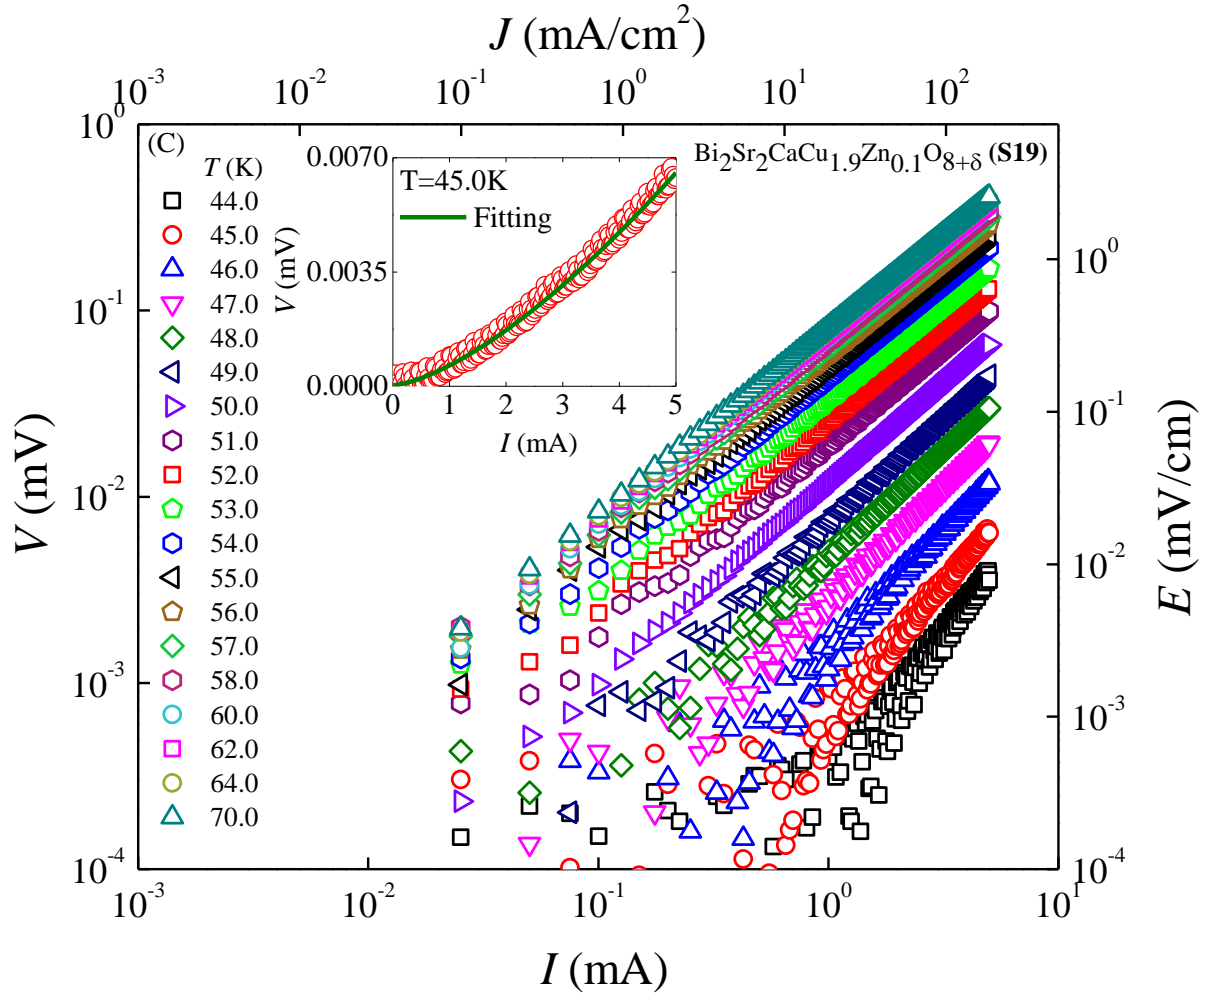 J (mA/cm²)
10⁻³ 10⁻² 10⁻¹ 10⁰ 10¹ 10²
10⁰
(C)
Bi₂Sr₂CaCu₁.₉Zn₀.₁O₈₊δ (S19)
T (K)
44.0
45.0
46.0
47.0
48.0
49.0
50.0
51.0
52.0
53.0
54.0
55.0
56.0
57.0
58.0
60.0
62.0
64.0
70.0
T=45.0K
Fitting
0.0070
0.0035
0.0000
V (mV)
0 1 2 3 4 5
I (mA)
V (mV)
10⁻¹
10⁻²
10⁻³
10⁻⁴
10⁰
10⁻¹
10⁻²
10⁻³
10⁻⁴
E (mV/cm)
10⁻³ 10⁻² 10⁻¹ 10⁰ 10¹
I (mA)